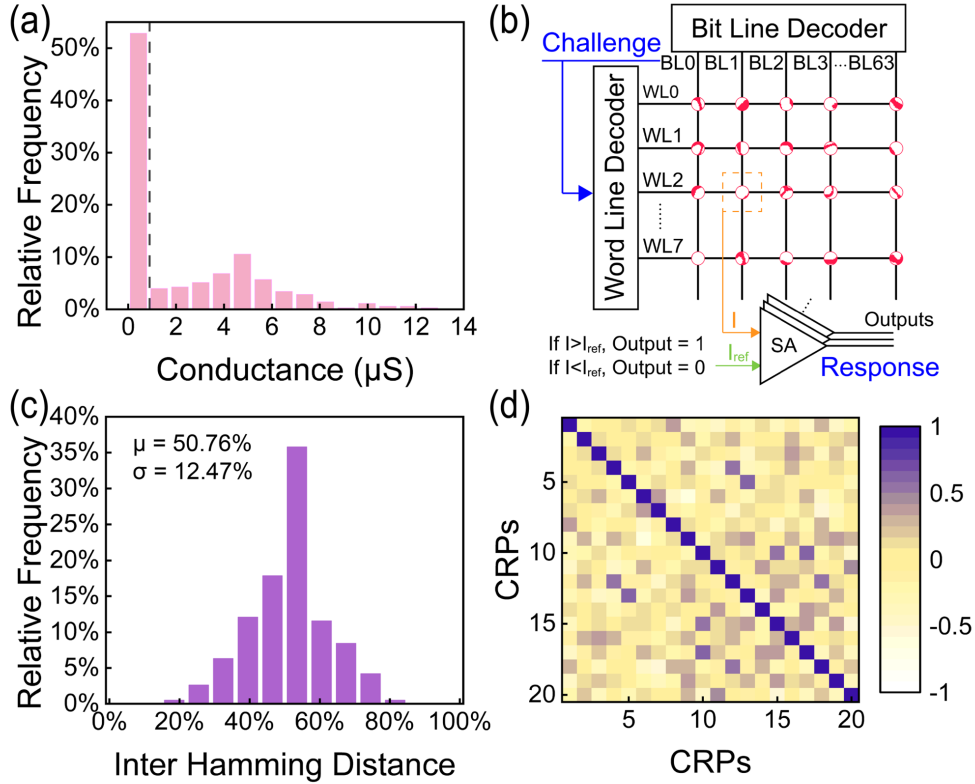 (a)
50%
40%
30%
20%
10%
0%
Relative Frequency
0 2 4 6 8 10 12 14
Conductance (µS)
(b)
Bit Line Decoder
Challenge
BL0 BL1 BL2 BL3 ···BL63
Word Line Decoder
WL0
WL1
WL2
WL7
I
If I>Iref, Output = 1
If I<Iref, Output = 0
Iref
SA
Outputs
Response
(c)
40%
35%
30%
25%
20%
15%
10%
5%
0%
Relative Frequency
µ = 50.76%
σ = 12.47%
0% 20% 40% 60% 80% 100%
Inter Hamming Distance
(d)
5
10
15
20
CRPs
5 10 15 20
CRPs
1
0.5
0
-0.5
-1